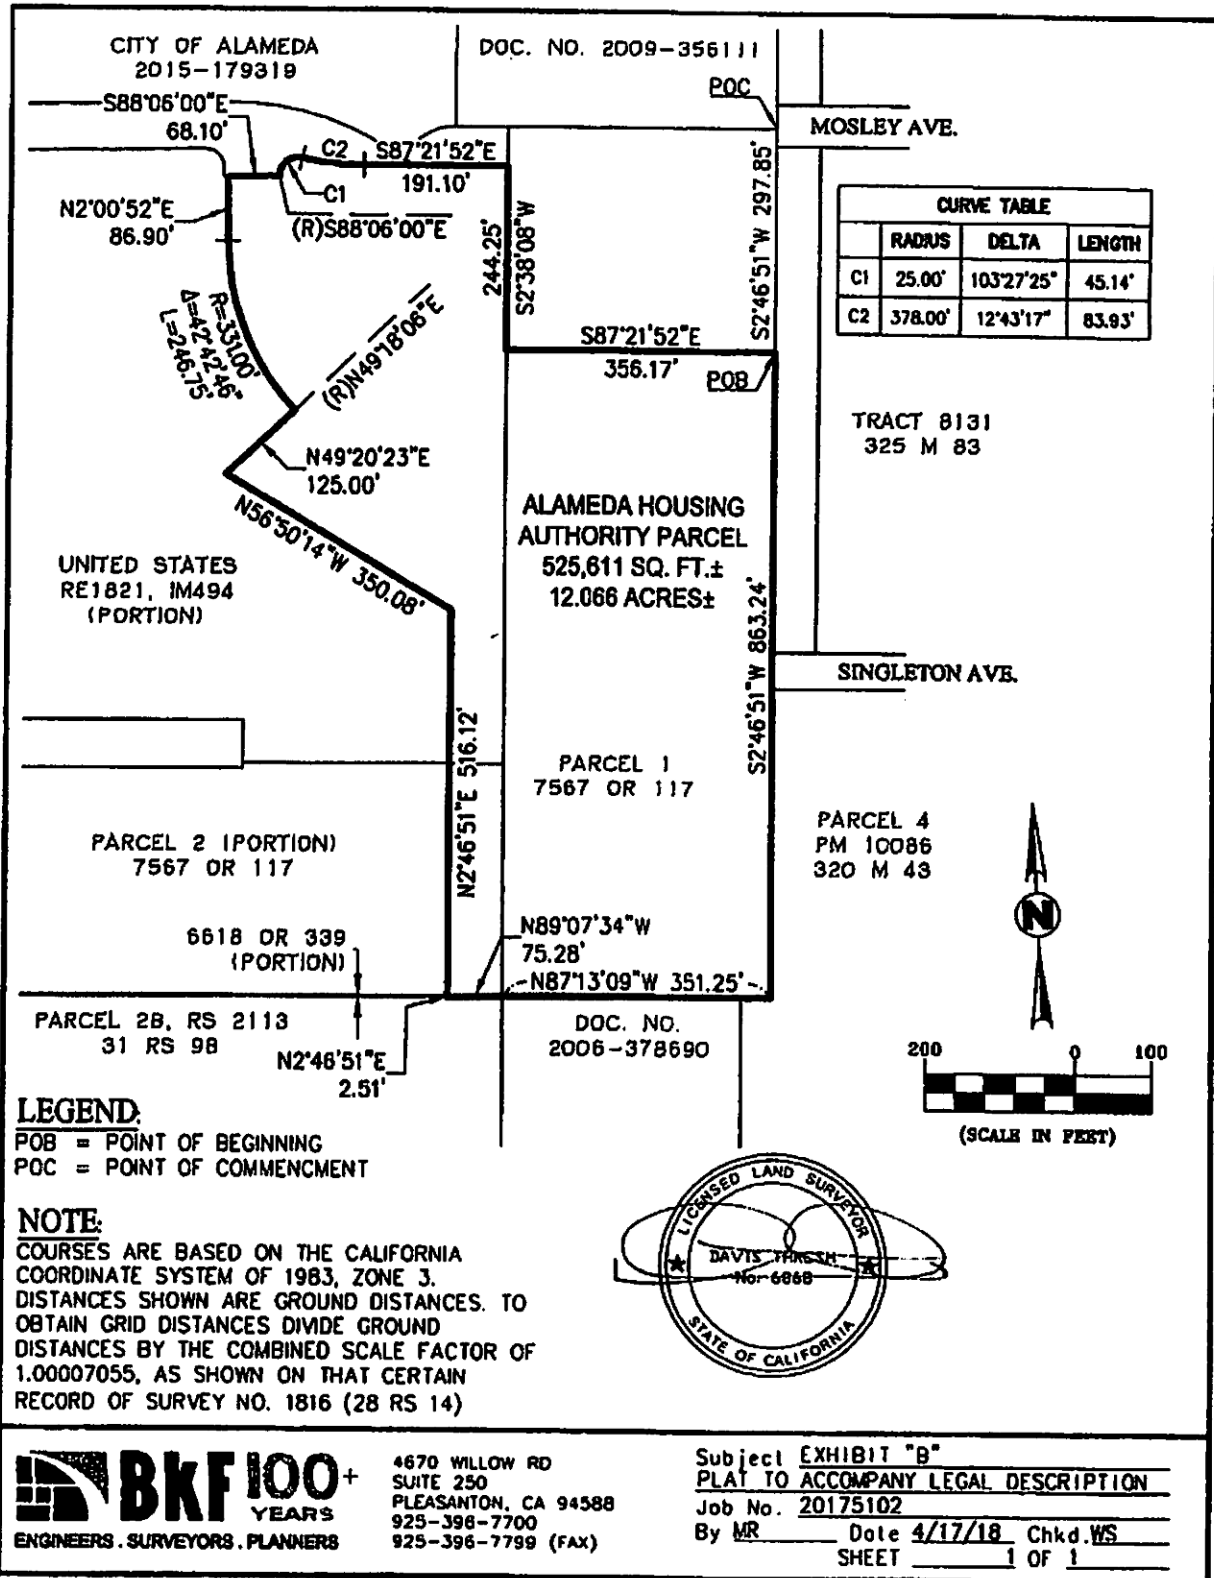 CITY OF ALAMEDA
2015-179319
DOC. NO. 2009-356111
POC
MOSLEY AVE.
S88°06'00"E
68.10'
C2
S87°21'52"E
191.10'
C1
(R)S88°06'00"E
N2°00'52"E
86.90'
244.25'
S2°38'08"W
S2°46'51"W 297.85'
CURVE TABLE
RADIUS DELTA LENGTH
C1 25.00' 103°27'25" 45.14'
C2 378.00' 12°43'17" 83.93'
R=331.00'
Δ=42°42'46"
L=246.75'
(R)N49°18'06"E
S87°21'52"E
356.17'
POB
TRACT 8131
325 M 83
N49°20'23"E
125.00'
N56°50'14"W 350.08'
ALAMEDA HOUSING
AUTHORITY PARCEL
525,611 SQ. FT.±
12.066 ACRES±
UNITED STATES
RE1821, IM494
(PORTION)
S2°46'51"W 863.24'
SINGLETON AVE.
N2°46'51"E 516.12'
PARCEL 1
7567 OR 117
PARCEL 2 (PORTION)
7567 OR 117
PARCEL 4
PM 10086
320 M 43
N
6618 OR 339
(PORTION)
N89°07'34"W
75.28'
N87°13'09"W 351.25'
PARCEL 2B, RS 2113
31 RS 98
N2°46'51"E
2.51'
DOC. NO.
2006-378690
200 0 100
(SCALE IN FEET)
LEGEND:
POB = POINT OF BEGINNING
POC = POINT OF COMMENCMENT
NOTE:
COURSES ARE BASED ON THE CALIFORNIA
COORDINATE SYSTEM OF 1983, ZONE 3.
DISTANCES SHOWN ARE GROUND DISTANCES. TO
OBTAIN GRID DISTANCES DIVIDE GROUND
DISTANCES BY THE COMBINED SCALE FACTOR OF
1.00007055, AS SHOWN ON THAT CERTAIN
RECORD OF SURVEY NO. 1816 (28 RS 14)
LICENSED LAND SURVEYOR
DAVIS THRESH
No. 6868
STATE OF CALIFORNIA
BKF 100+
YEARS
ENGINEERS . SURVEYORS . PLANNERS
4670 WILLOW RD
SUITE 250
PLEASANTON, CA 94588
925-396-7700
925-396-7799 (FAX)
Subject EXHIBIT "B"
PLAT TO ACCOMPANY LEGAL DESCRIPTION
Job No. 20175102
By MR Date 4/17/18 Chkd.WS
SHEET 1 OF 1